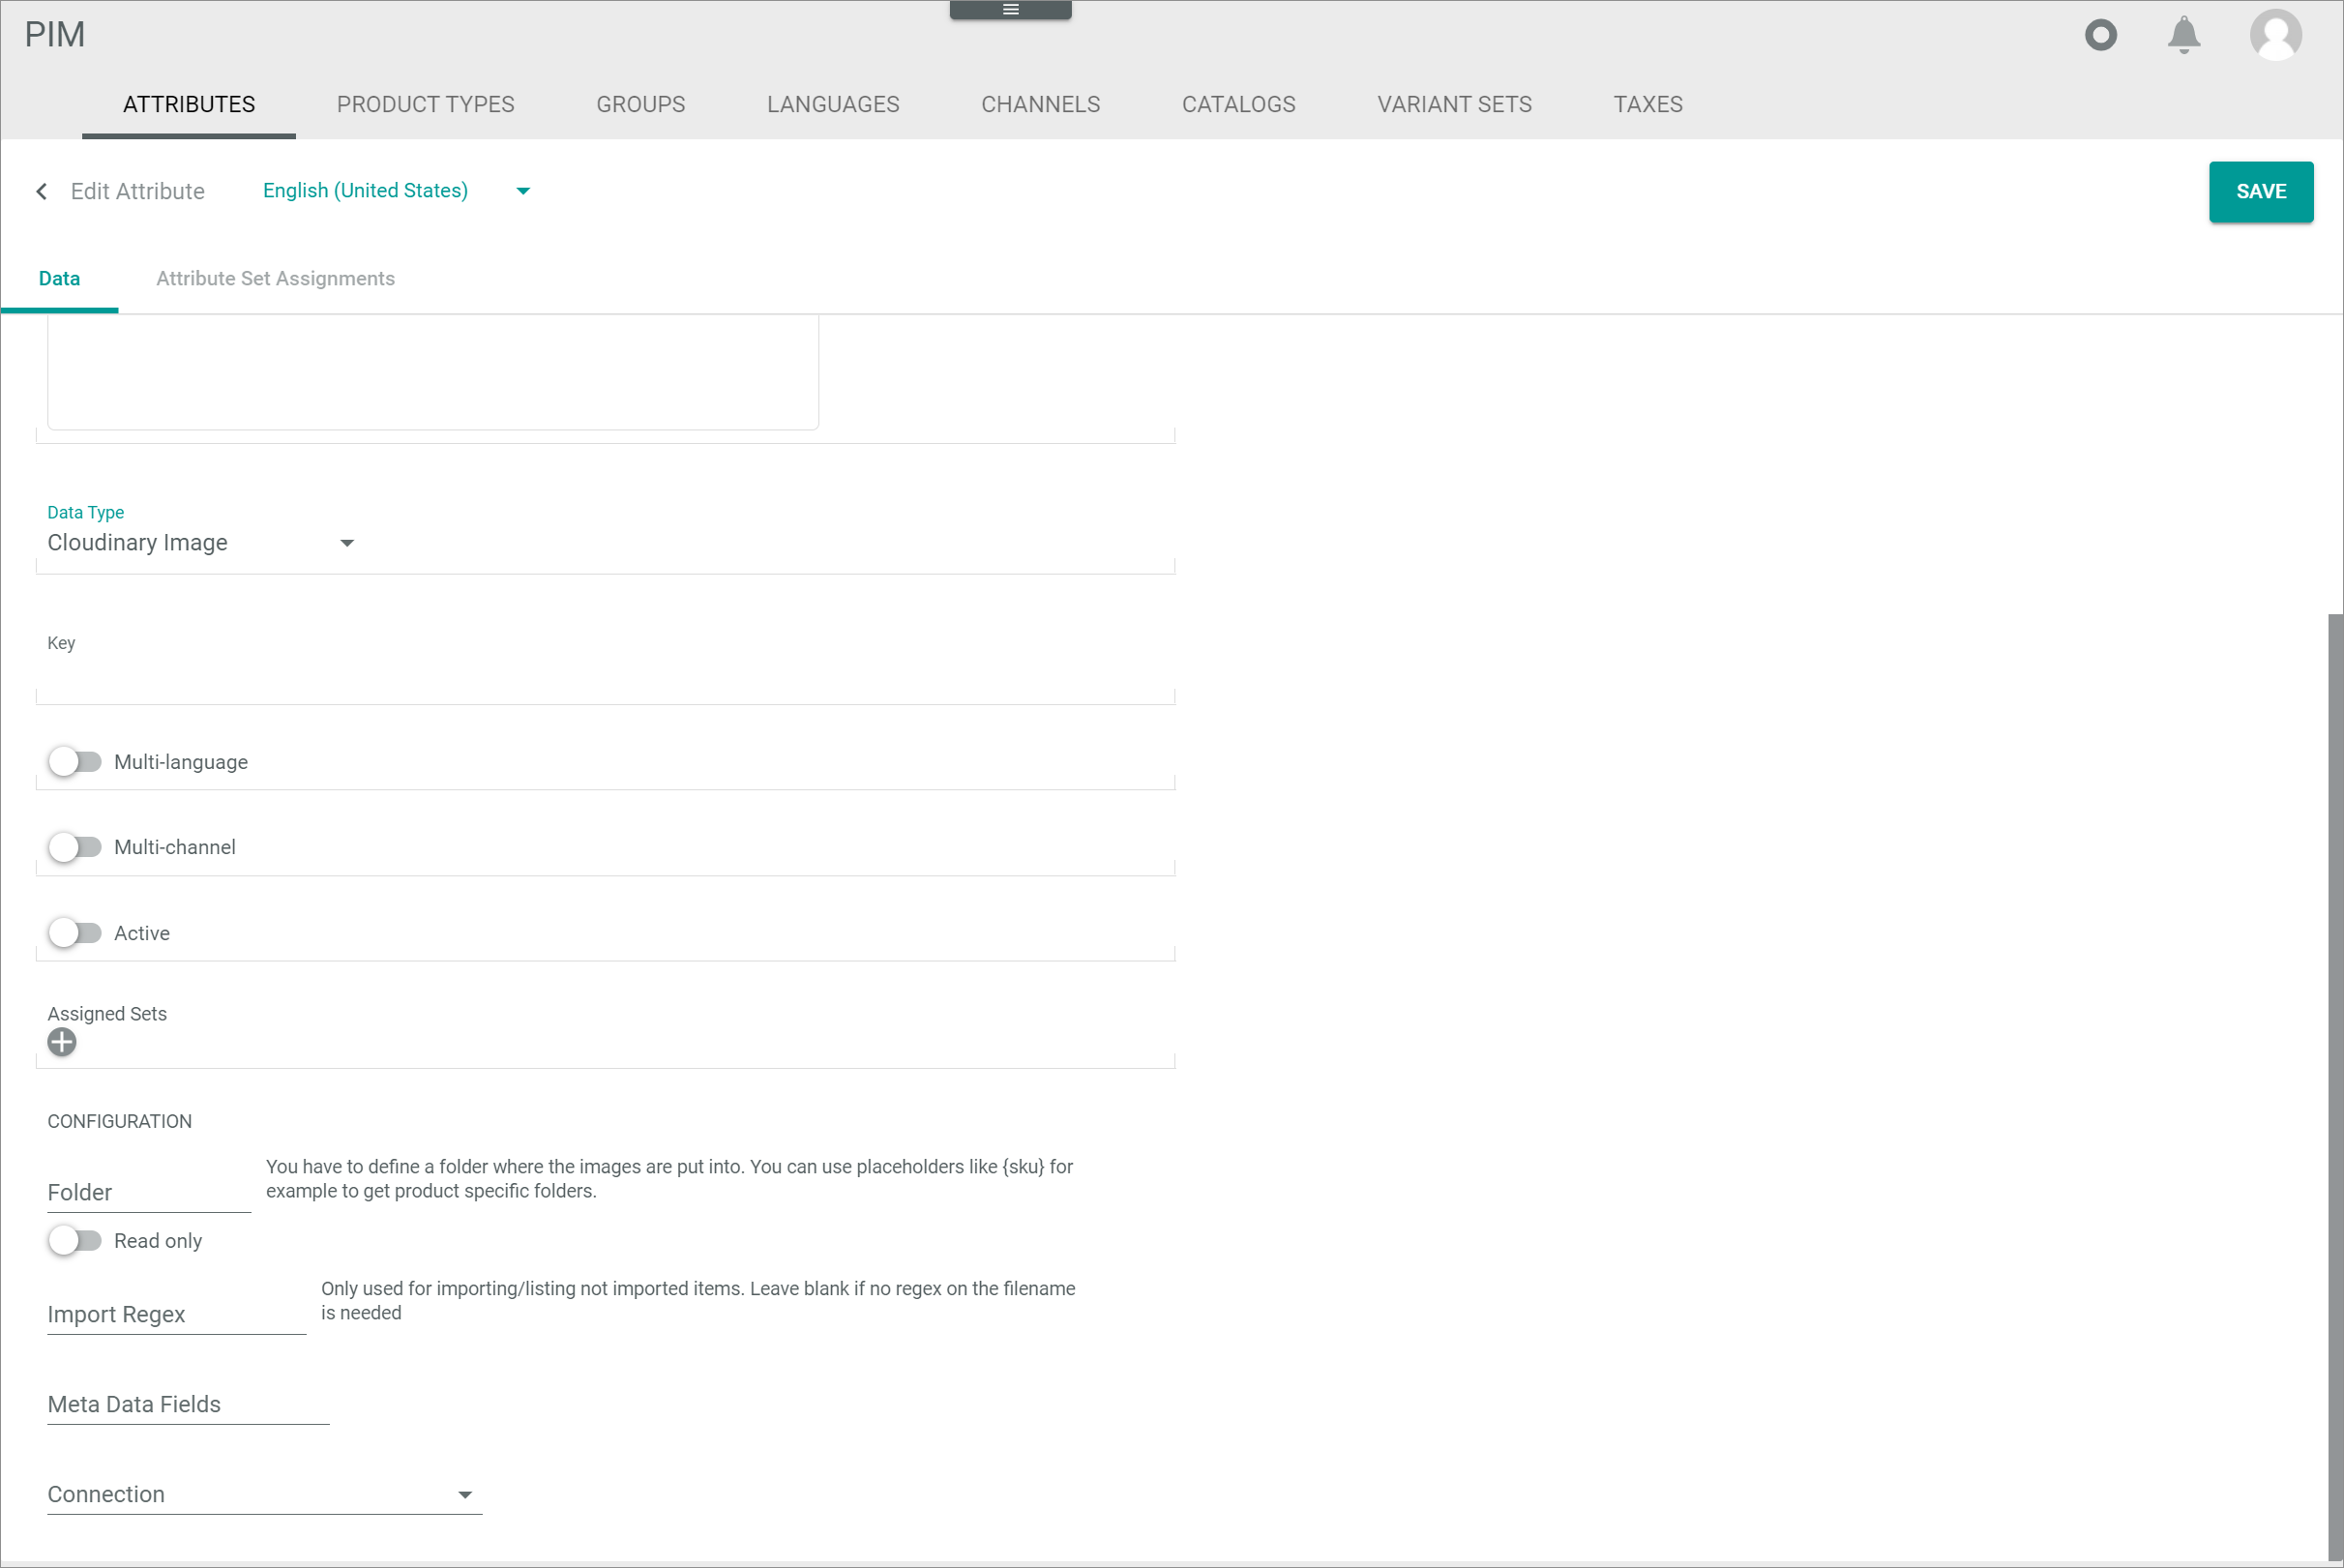 PIM
ATTRIBUTES PRODUCT TYPES GROUPS LANGUAGES CHANNELS CATALOGS VARIANT SETS TAXES
Edit Attribute English (United States) SAVE
Data Attribute Set Assignments
Data Type
Cloudinary Image
Key
Multi-language
Multi-channel
Active
Assigned Sets
CONFIGURATION
Folder
You have to define a folder where the images are put into. You can use placeholders like {sku} for
example to get product specific folders.
Read only
Import Regex
Only used for importing/listing not imported items. Leave blank if no regex on the filename
is needed
Meta Data Fields
Connection